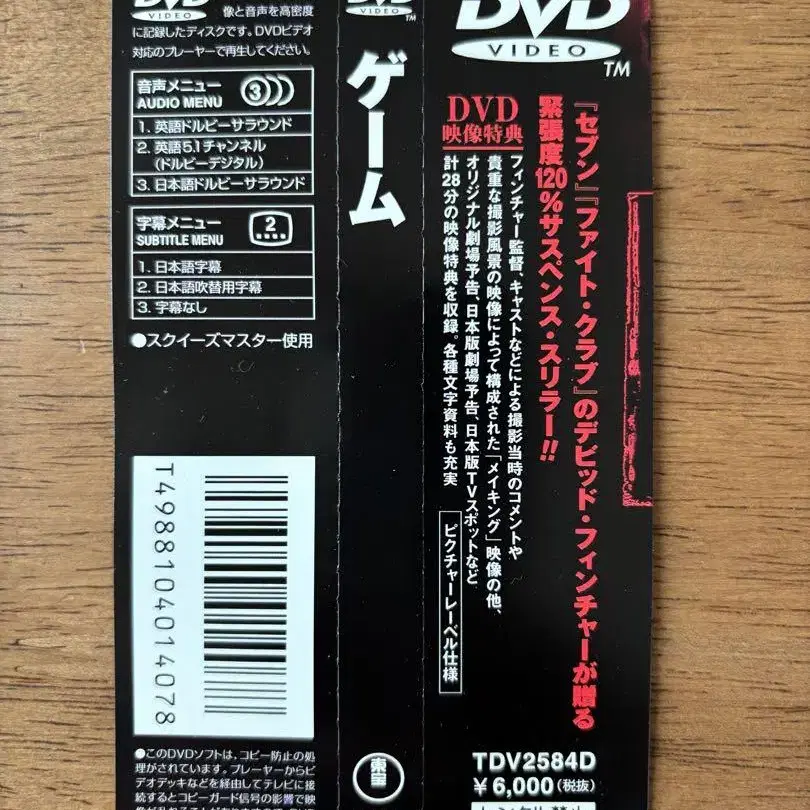 DVD
VIDEO
像と音声を高密度
に記録したディスクです。DVDビデオ
対応のプレーヤーで再生してください。
音声メニュー
AUDIO MENU
3
1. 英語ドルビーサラウンド
2. 英語5.1チャンネル
(ドルビーデジタル)
3. 日本語ドルビーサラウンド
字幕メニュー
SUBTITLE MENU
2
1. 日本語字幕
2. 日本語吹替用字幕
3. 字幕なし
●スクイーズマスター使用
T4988104014078
●このDVDソフトは、コピー防止の処
理がされています。プレーヤーからビ
デオデッキなどを経由してテレビに接
続するとコピーガード信号の影響で映
VIDEO
TM
ゲーム
東宝
DVD
VIDEO
TM
『セブン』『ファイト・クラブ』のデビッド・フィンチャーが贈る
緊張度120%サスペンス・スリラー!!
DVD
映像特典
フィンチャー監督、キャストなどによる撮影当時のコメントや
貴重な撮影風景の映像によって構成された「メイキング」映像の他、
オリジナル劇場予告、日本版劇場予告、日本版TVスポットなど
計28分の映像特典を収録。各種文字資料も充実
ピクチャーレーベル仕様
TDV2584D
¥6,000(税抜)